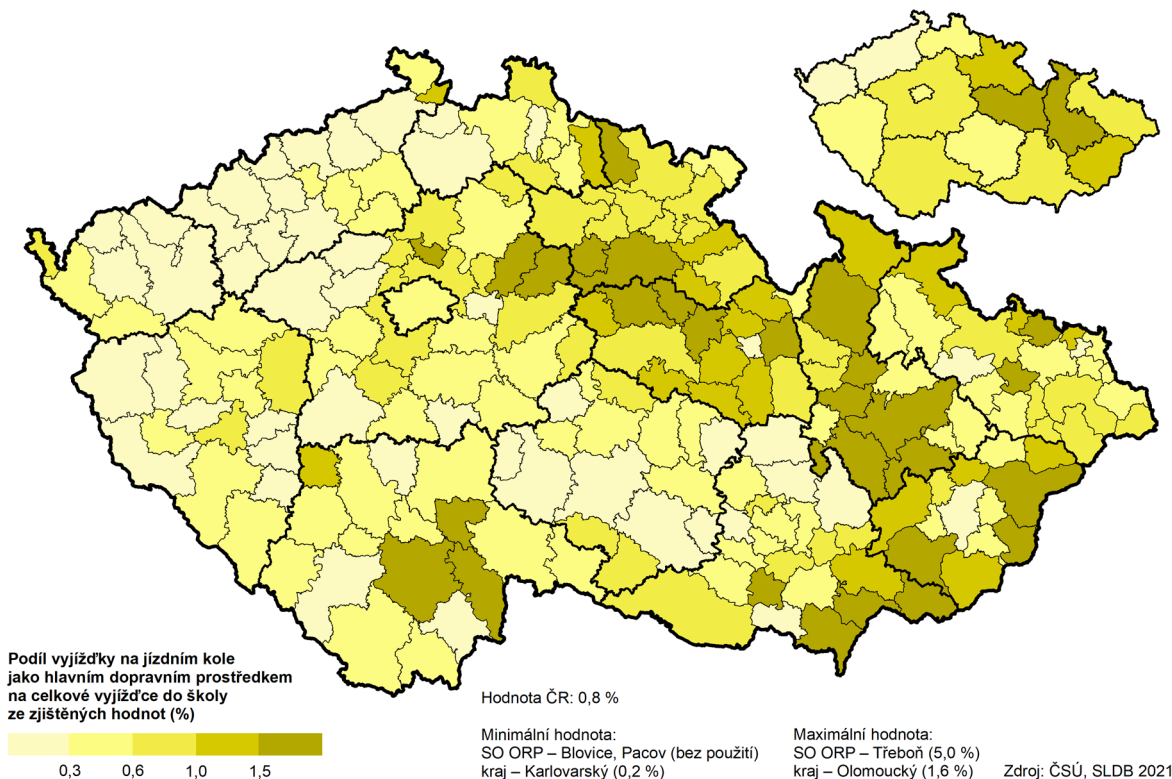 Podíl vyjížďky na jízdním kole
jako hlavním dopravním prostředkem
na celkové vyjížďce do školy
ze zjištěných hodnot (%)
0,3 0,6 1,0 1,5
Hodnota ČR: 0,8 %
Minimální hodnota:
SO ORP – Blovice, Pacov (bez použití)
kraj – Karlovarský (0,2 %)
Maximální hodnota:
SO ORP – Třeboň (5,0 %)
kraj – Olomoucký (1,6 %)
Zdroj: ČSÚ, SLDB 2021